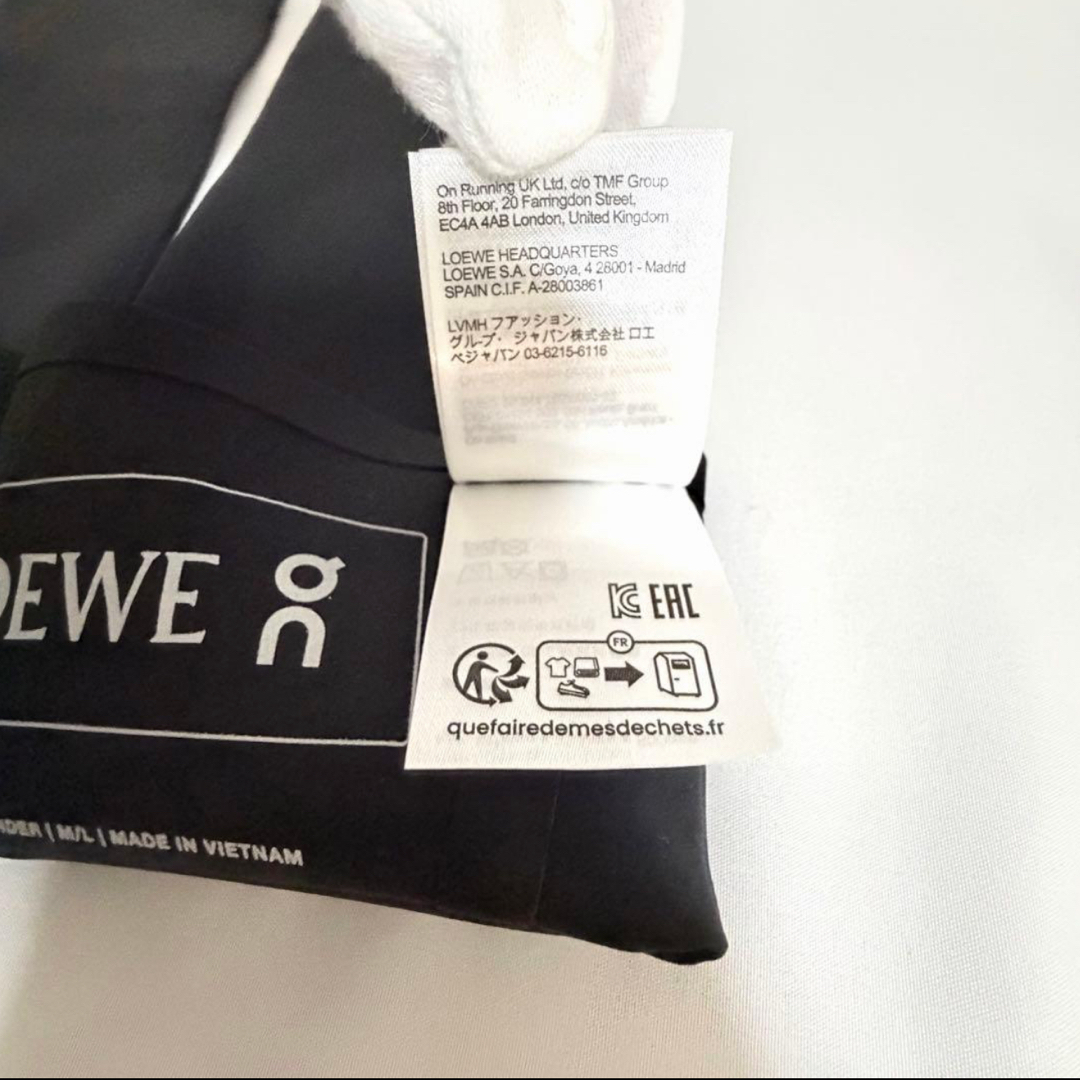 On Running UK Ltd, c/o TMF Group
8th Floor, 20 Farringdon Street,
EC4A 4AB London, United Kingdom
LOEWE HEADQUARTERS
LOEWE S.A. C/Goya, 4 28001 - Madrid
SPAIN C.I.F. A-28003861
LVMH ファッション・
グループ・ ジャパン株式会社 ロエ
ベジャパン 03-6215-6116
OEWE On
EAC
FR
quefairedemesdechets.fr
NDER | M/L | MADE IN VIETNAM